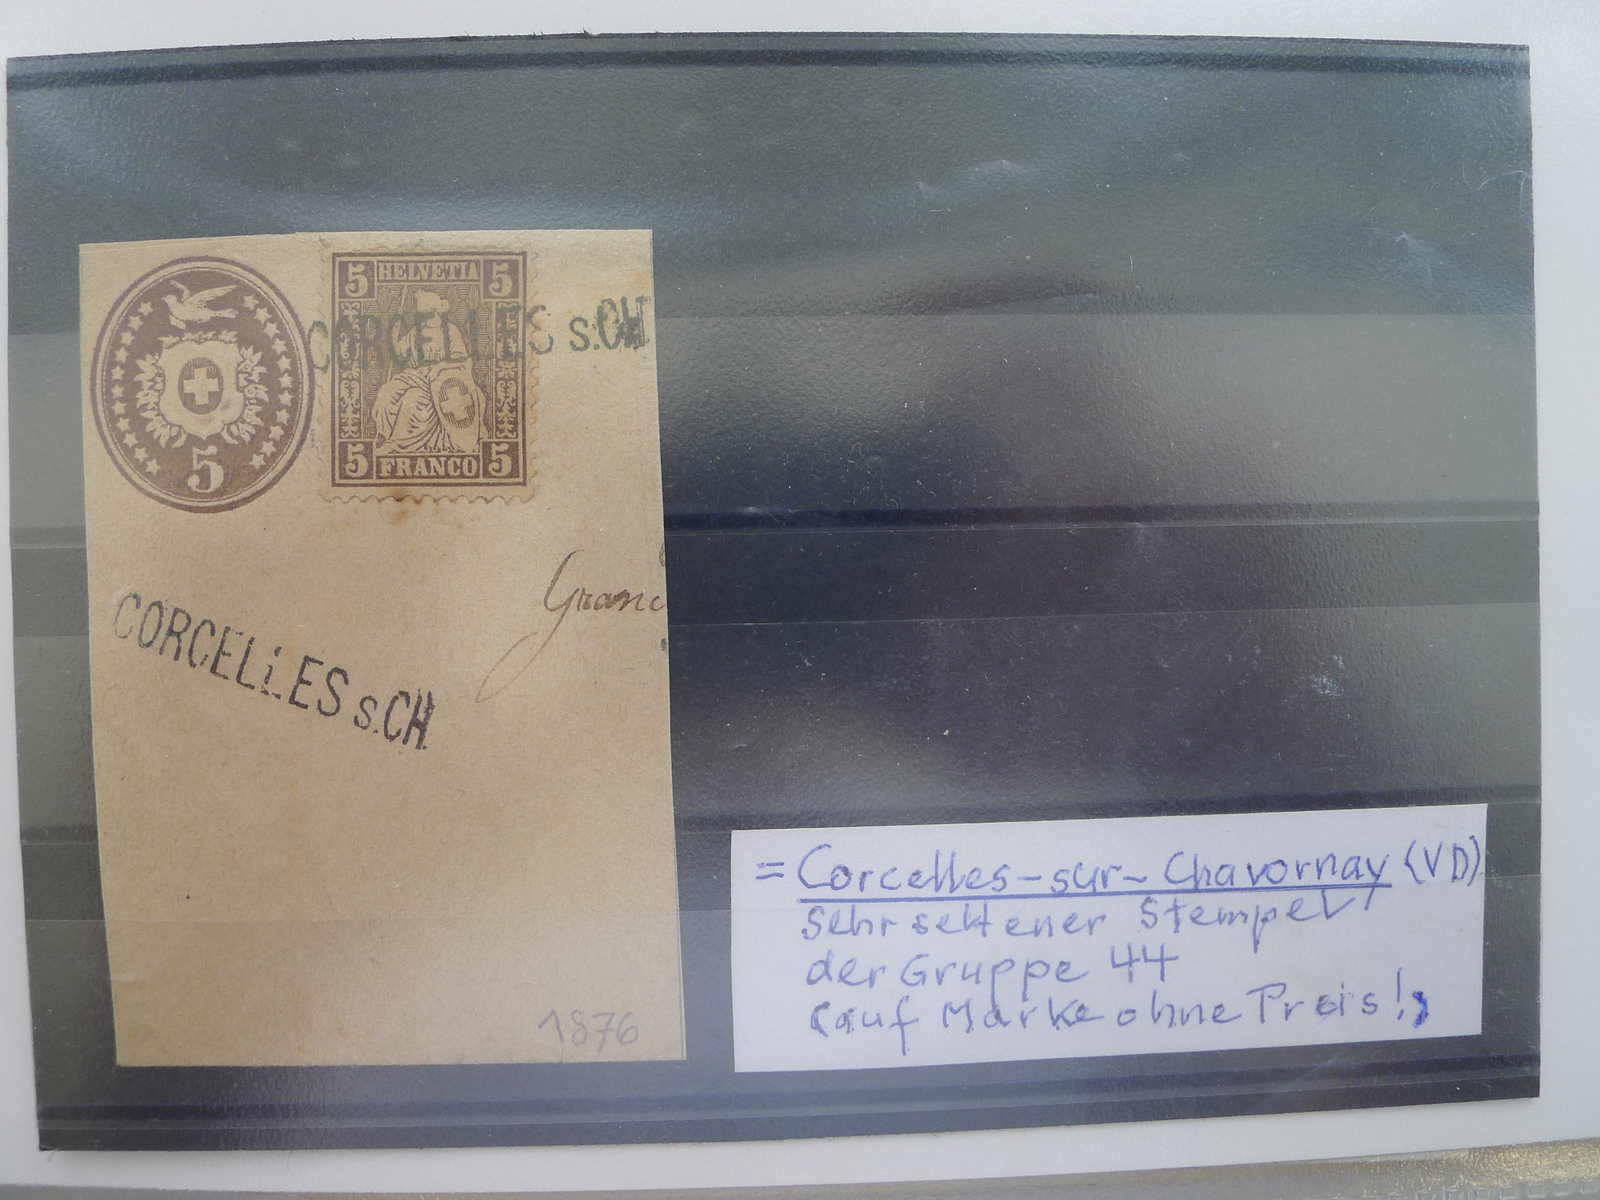 5 HELVETIA 5
CORCELLES s.CH
5
5 FRANCO 5
CORCELLES s.CH.
1876
= Corcelles-sur-Chavornay (VD)
Sehr seltener Stempel
der Gruppe 44
(auf Marke ohne Preis!)